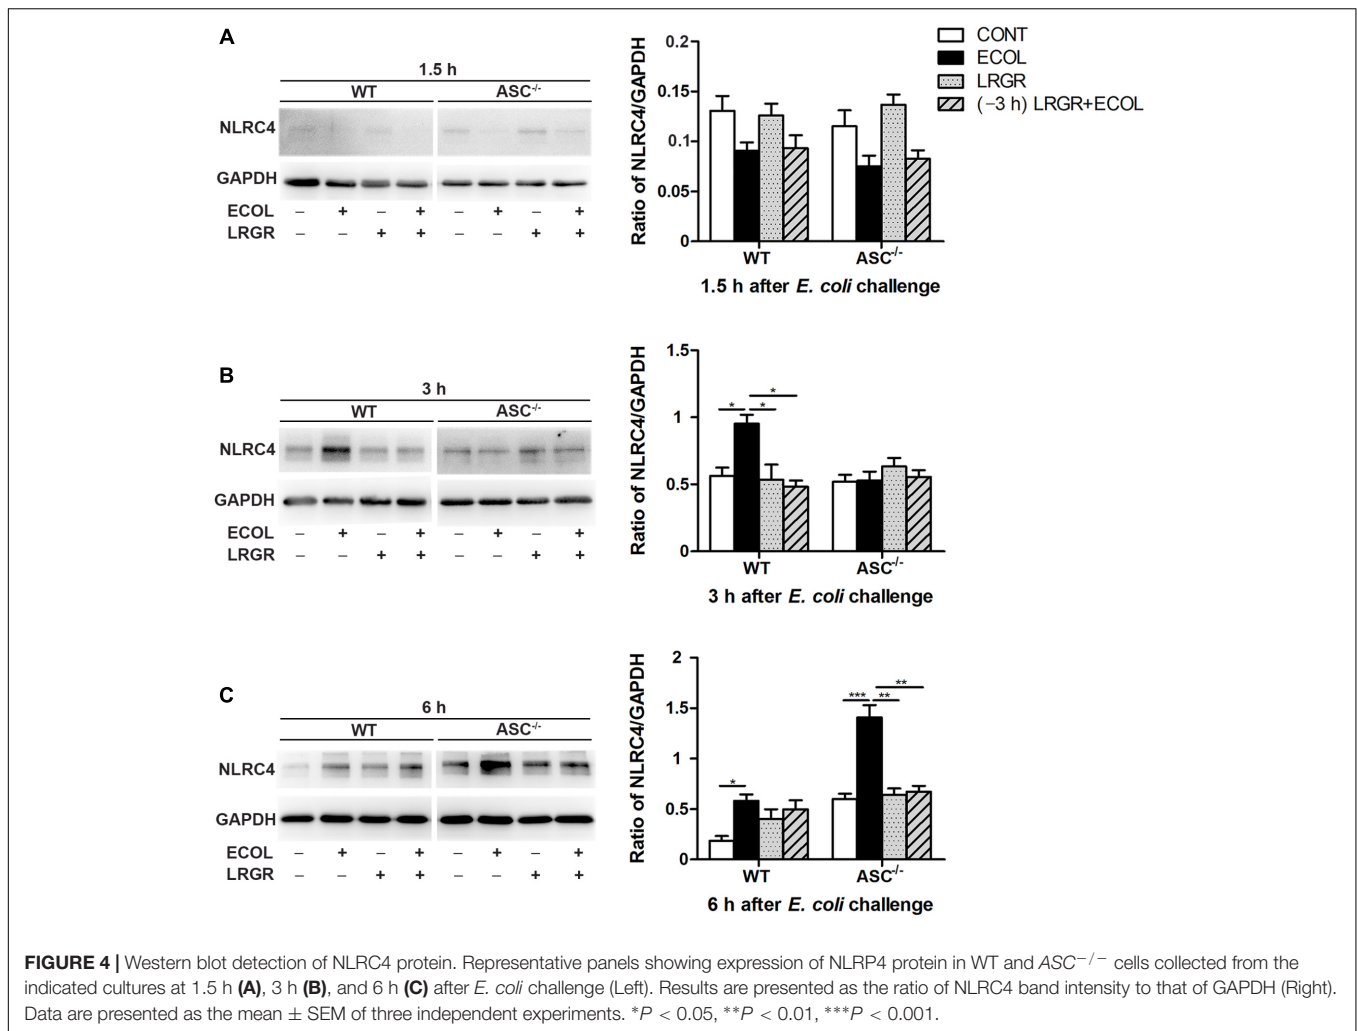 A
1.5 h
WT ASC-/-
NLRC4
GAPDH
ECOL – + – + – + – +
LRGR – – + + – – + +
Ratio of NLRC4/GAPDH
0.2
0.15
0.1
0.05
0
WT ASC-/-
1.5 h after E. coli challenge
CONT
ECOL
LRGR
(−3 h) LRGR+ECOL
B
3 h
WT ASC-/-
NLRC4
GAPDH
ECOL – + – + – + – +
LRGR – – + + – – + +
Ratio of NLRC4/GAPDH
1.5
1
0.5
0
* * *
WT ASC-/-
3 h after E. coli challenge
C
6 h
WT ASC-/-
NLRC4
GAPDH
ECOL – + – + – + – +
LRGR – – + + – – + +
Ratio of NLRC4/GAPDH
2
1.5
1
0.5
0
* *** ** **
WT ASC-/-
6 h after E. coli challenge
FIGURE 4 | Western blot detection of NLRC4 protein. Representative panels showing expression of NLRP4 protein in WT and ASC−/− cells collected from the
indicated cultures at 1.5 h (A), 3 h (B), and 6 h (C) after E. coli challenge (Left). Results are presented as the ratio of NLRC4 band intensity to that of GAPDH (Right).
Data are presented as the mean ± SEM of three independent experiments. *P < 0.05, **P < 0.01, ***P < 0.001.